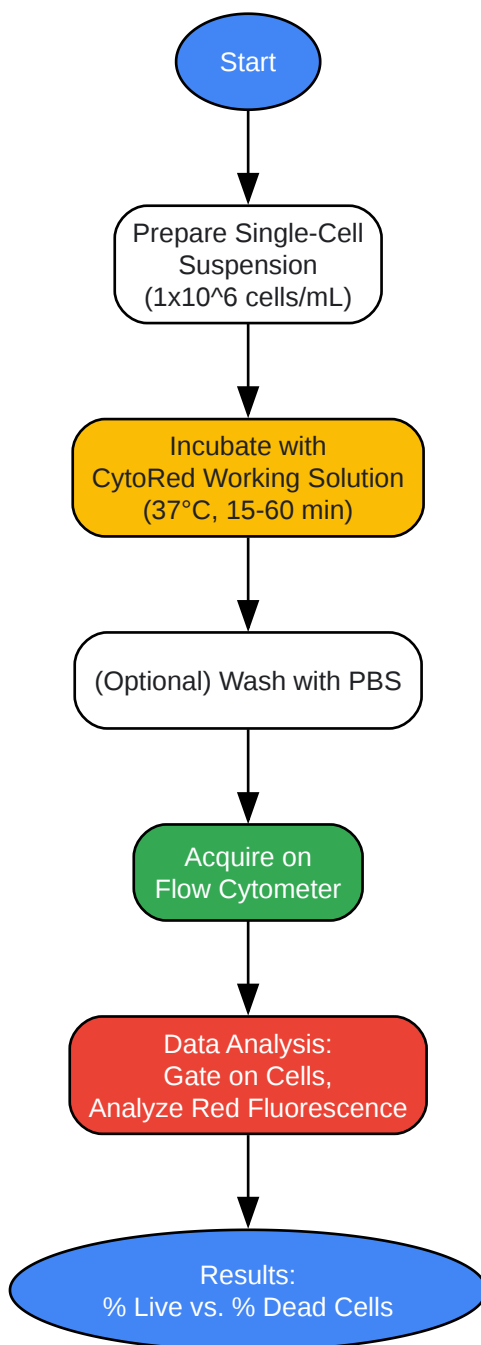 Start
Prepare Single-Cell
Suspension
(1x10^6 cells/mL)
Incubate with
CytoRed Working Solution
(37°C, 15-60 min)
(Optional) Wash with PBS
Acquire on
Flow Cytometer
Data Analysis:
Gate on Cells,
Analyze Red Fluorescence
Results:
% Live vs. % Dead Cells